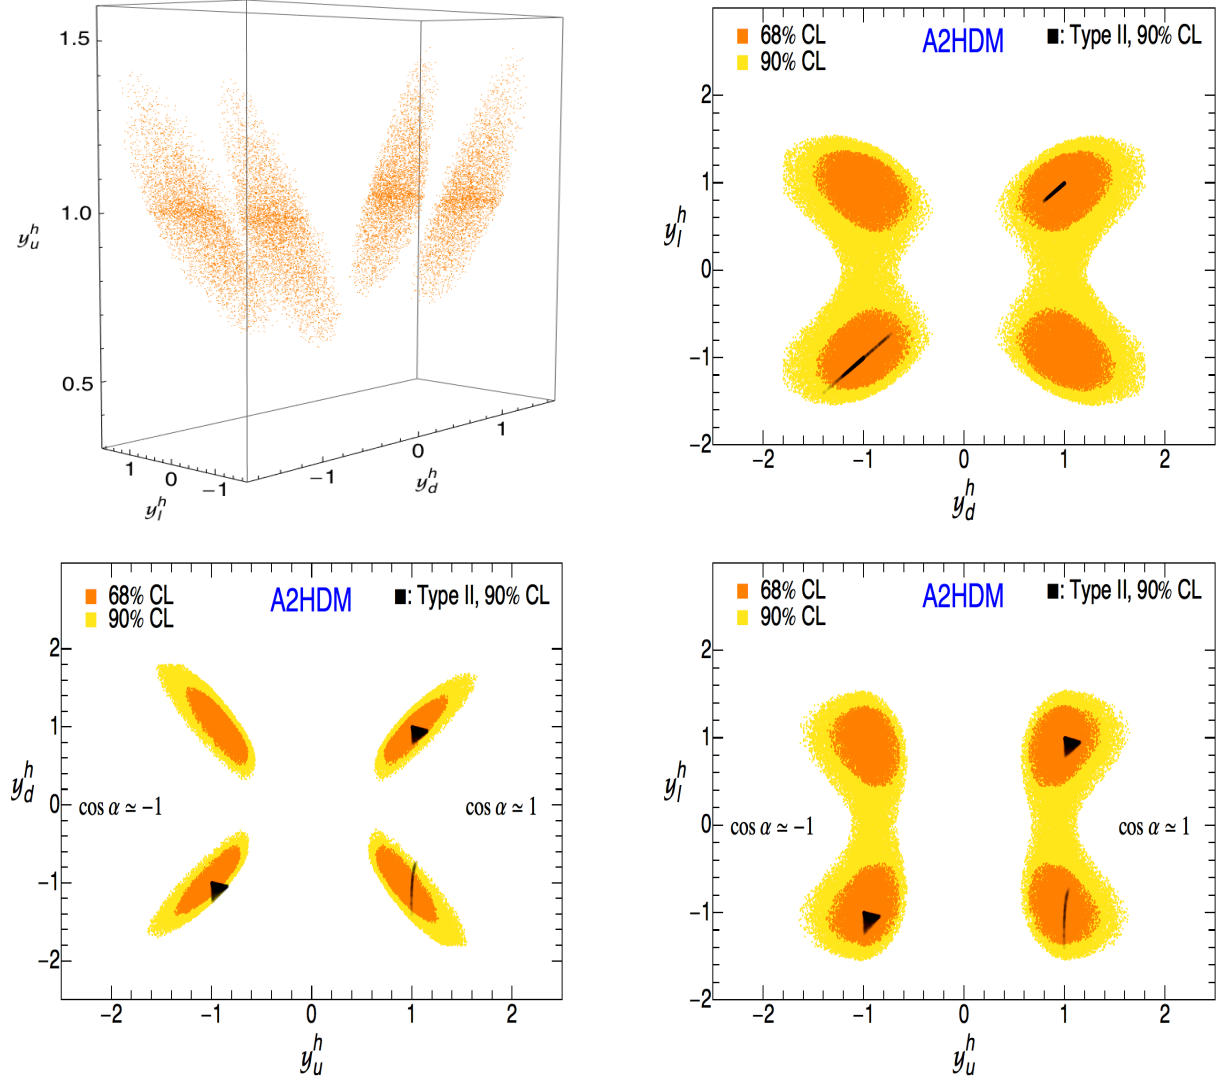 1.5
1.0
y_u^h
0.5
1
0
−1
y_l^h
−1
0
1
y_d^h
68% CL
90% CL
A2HDM
: Type II, 90% CL
2
1
0
−1
−2
y_l^h
−2
−1
0
1
2
y_d^h
68% CL
90% CL
A2HDM
: Type II, 90% CL
2
1
0
−1
−2
y_d^h
cos α ≃ −1
cos α ≃ 1
−2
−1
0
1
2
y_u^h
68% CL
90% CL
A2HDM
: Type II, 90% CL
2
1
0
−1
−2
y_l^h
cos α ≃ −1
cos α ≃ 1
−2
−1
0
1
2
y_u^h